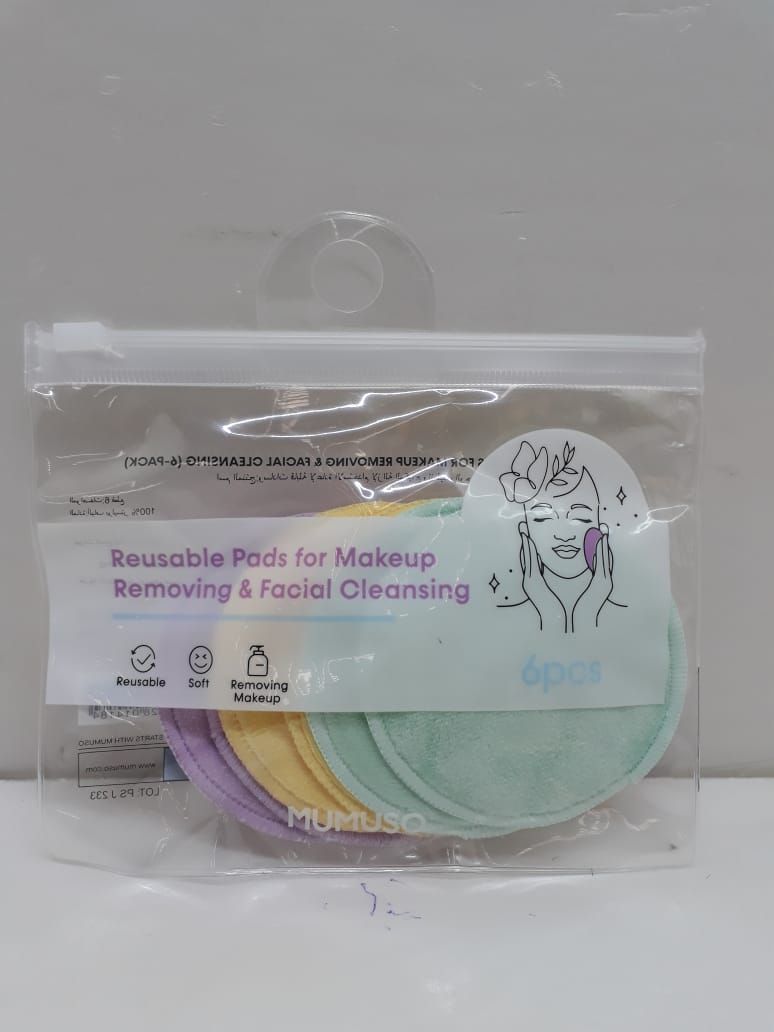 S FOR MAKEUP REMOVING & FACIAL CLEANSING (6-PACK)
100%
Reusable Pads for Makeup
Removing & Facial Cleansing
Reusable
Soft
Removing
Makeup
6pcs
STARTS WITH MUMUSO
www.mumuso.com
LOT: PS J 233
MUMUSO